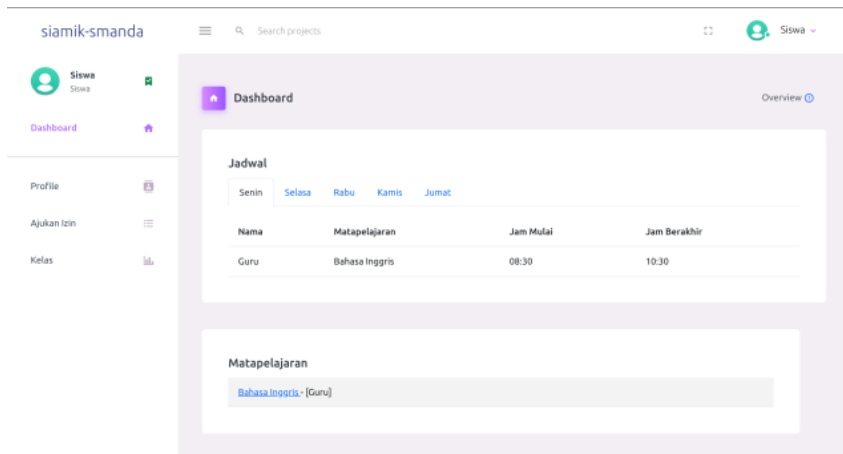 siamik-smanda
Search projects
Siswa
Siswa
Siswa
Dashboard
Profile
Ajukan Izin
Kelas
Dashboard
Overview
Jadwal
Senin Selasa Rabu Kamis Jumat
Nama Matapelajaran Jam Mulai Jam Berakhir
Guru Bahasa Inggris 08:30 10:30
Matapelajaran
Bahasa Inggris - [Guru]